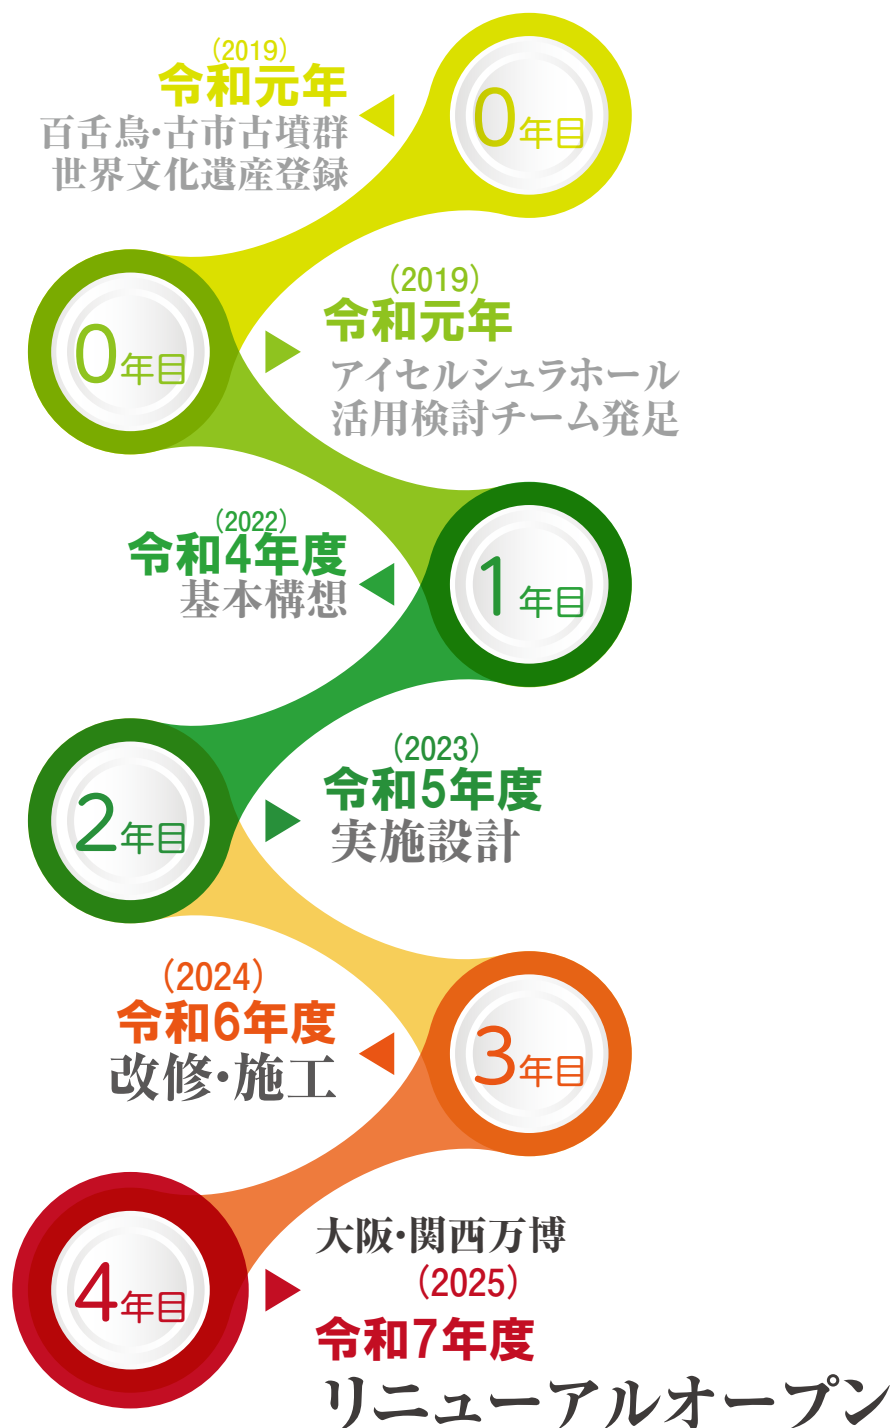 (2019)
令和元年
百舌鳥・古市古墳群
世界文化遺産登録
0年目
(2019)
令和元年
アイセルシュラホール
活用検討チーム発足
0年目
(2022)
令和4年度
基本構想
1年目
(2023)
令和5年度
実施設計
2年目
(2024)
令和6年度
改修・施工
3年目
大阪・関西万博
(2025)
令和7年度
リニューアルオープン
4年目